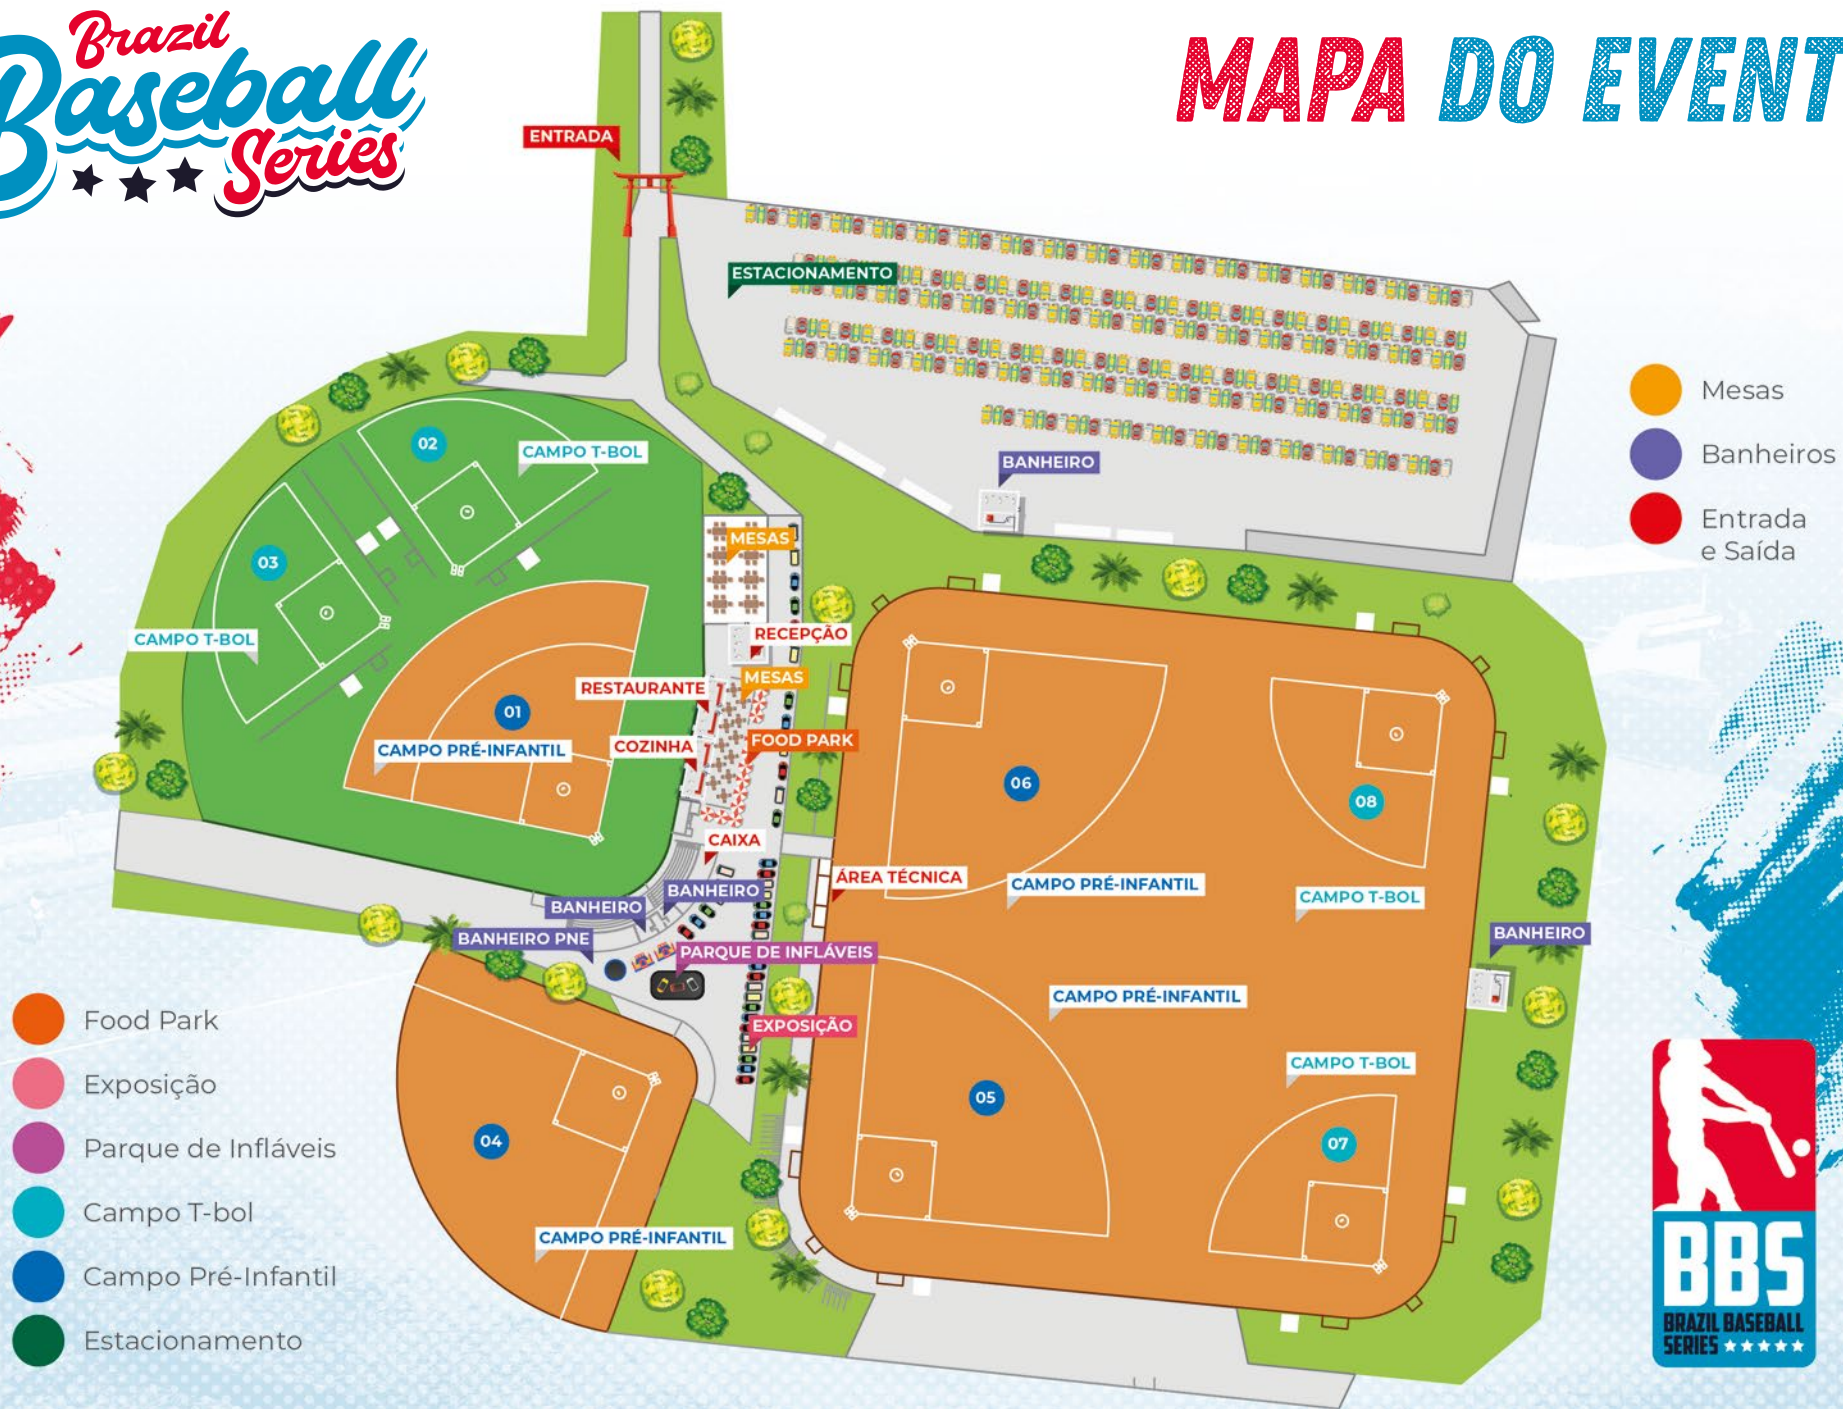 Brazil
Baseball
Series
MAPA DO EVENT
ENTRADA
ESTACIONAMENTO
BANHEIRO
Mesas
Banheiros
Entrada
e Saída
02
CAMPO T-BOL
03
CAMPO T-BOL
MESAS
RECEPÇÃO
MESAS
RESTAURANTE
01
CAMPO PRÉ-INFANTIL
COZINHA
FOOD PARK
CAIXA
06
08
ÁREA TÉCNICA
CAMPO PRÉ-INFANTIL
CAMPO T-BOL
BANHEIRO
BANHEIRO
BANHEIRO PNE
PARQUE DE INFLÁVEIS
BANHEIRO
CAMPO PRÉ-INFANTIL
EXPOSIÇÃO
CAMPO T-BOL
05
07
04
CAMPO PRÉ-INFANTIL
Food Park
Exposição
Parque de Infláveis
Campo T-bol
Campo Pré-Infantil
Estacionamento
BBS
BRAZIL BASEBALL
SERIES